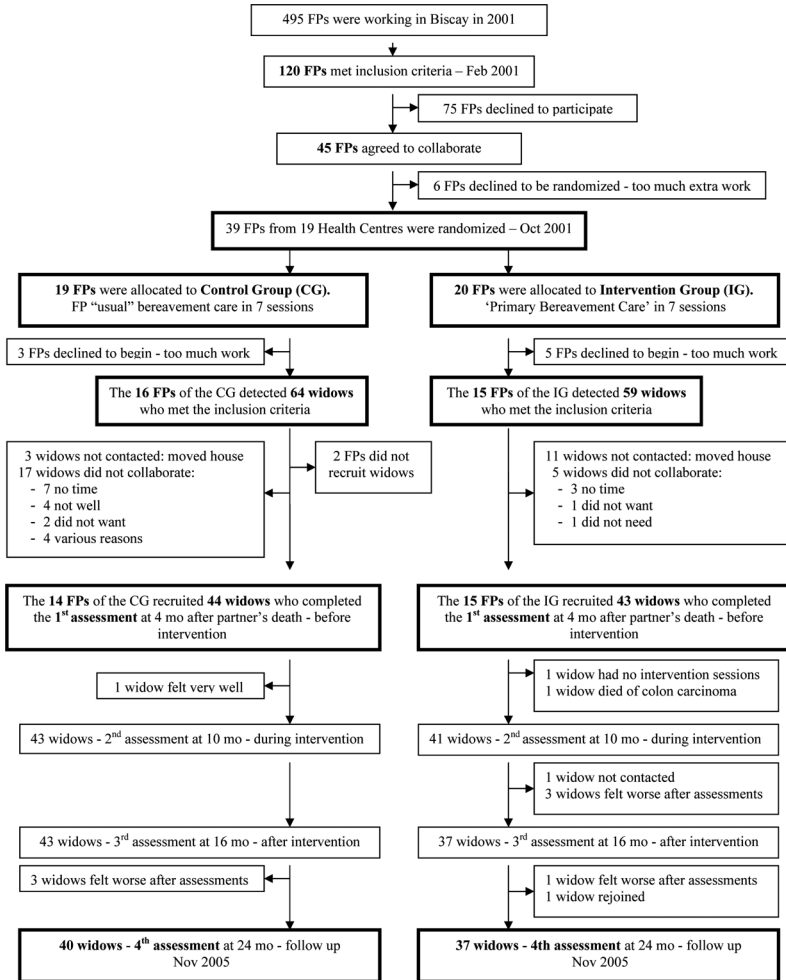 495 FPs were working in Biscay in 2001
120 FPs met inclusion criteria – Feb 2001
75 FPs declined to participate
45 FPs agreed to collaborate
6 FPs declined to be randomized - too much extra work
39 FPs from 19 Health Centres were randomized – Oct 2001
19 FPs were allocated to Control Group (CG).
FP “usual” bereavement care in 7 sessions
20 FPs were allocated to Intervention Group (IG).
‘Primary Bereavement Care’ in 7 sessions
3 FPs declined to begin - too much work
5 FPs declined to begin - too much work
The 16 FPs of the CG detected 64 widows
who met the inclusion criteria
The 15 FPs of the IG detected 59 widows
who met the inclusion criteria
3 widows not contacted: moved house
17 widows did not collaborate:
- 7 no time
- 4 not well
- 2 did not want
- 4 various reasons
2 FPs did not
recruit widows
11 widows not contacted: moved house
5 widows did not collaborate:
- 3 no time
- 1 did not want
- 1 did not need
The 14 FPs of the CG recruited 44 widows who completed
the 1st assessment at 4 mo after partner’s death - before
intervention
The 15 FPs of the IG recruited 43 widows who completed
the 1st assessment at 4 mo after partner’s death - before
intervention
1 widow felt very well
1 widow had no intervention sessions
1 widow died of colon carcinoma
43 widows - 2nd assessment at 10 mo - during intervention
41 widows - 2nd assessment at 10 mo - during intervention
1 widow not contacted
3 widows felt worse after assessments
43 widows - 3rd assessment at 16 mo - after intervention
37 widows - 3rd assessment at 16 mo - after intervention
3 widows felt worse after assessments
1 widow felt worse after assessments
1 widow rejoined
40 widows - 4th assessment at 24 mo - follow up
Nov 2005
37 widows - 4th assessment at 24 mo - follow up
Nov 2005